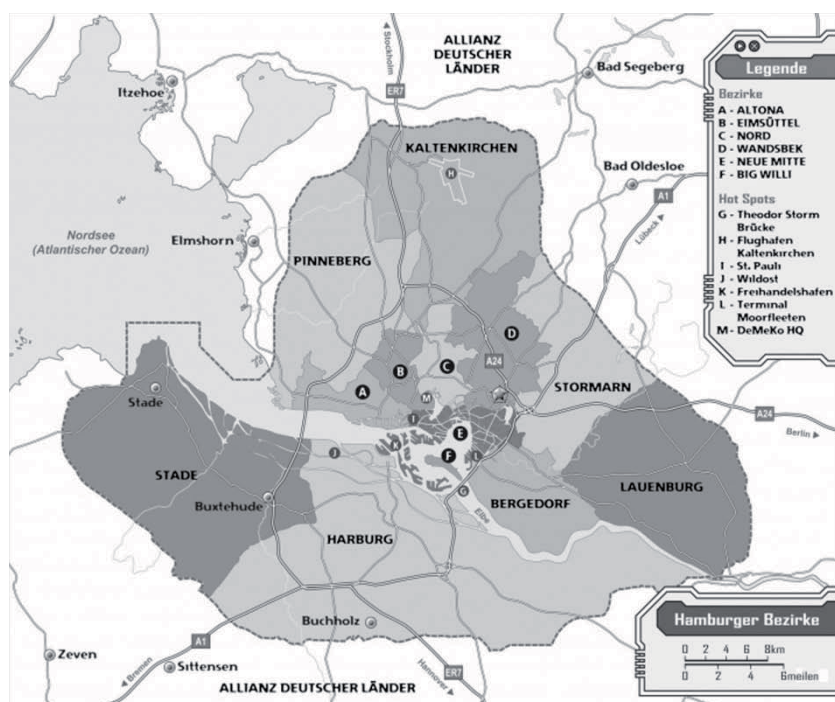 ALLIANZ
DEUTSCHER
LÄNDER
Stockholm
Bad Segeberg
Itzehoe
ER7
KALTENKIRCHEN
H
Bad Oldesloe
A1
Lübeck
Nordsee
(Atlantischer Ozean)
Elmshorn
PINNEBERG
D
A24
B
C
A
M
STORMARN
Stade
I
E
A24
Berlin
J
K
F
L
STADE
G
LAUENBURG
Buxtehude
BERGEDORF
Elbe
HARBURG
Buchholz
A1
Zeven
Bremen
Sittensen
Hannover
ER7
ALLIANZ DEUTSCHER LÄNDER
Legende
Bezirke
A - ALTONA
B - EIMSÜTTEL
C - NORD
D - WANDSBEK
E - NEUE MITTE
F - BIG WILLI
Hot Spots
G - Theodor Storm
Brücke
H - Flughafen
Kaltenkirchen
I - St. Pauli
J - Wildost
K - Freihandelshafen
L - Terminal
Moorfleeten
M - DeMeKo HQ
Hamburger Bezirke
0 2 4 6 8km
0 2 4 6meilen